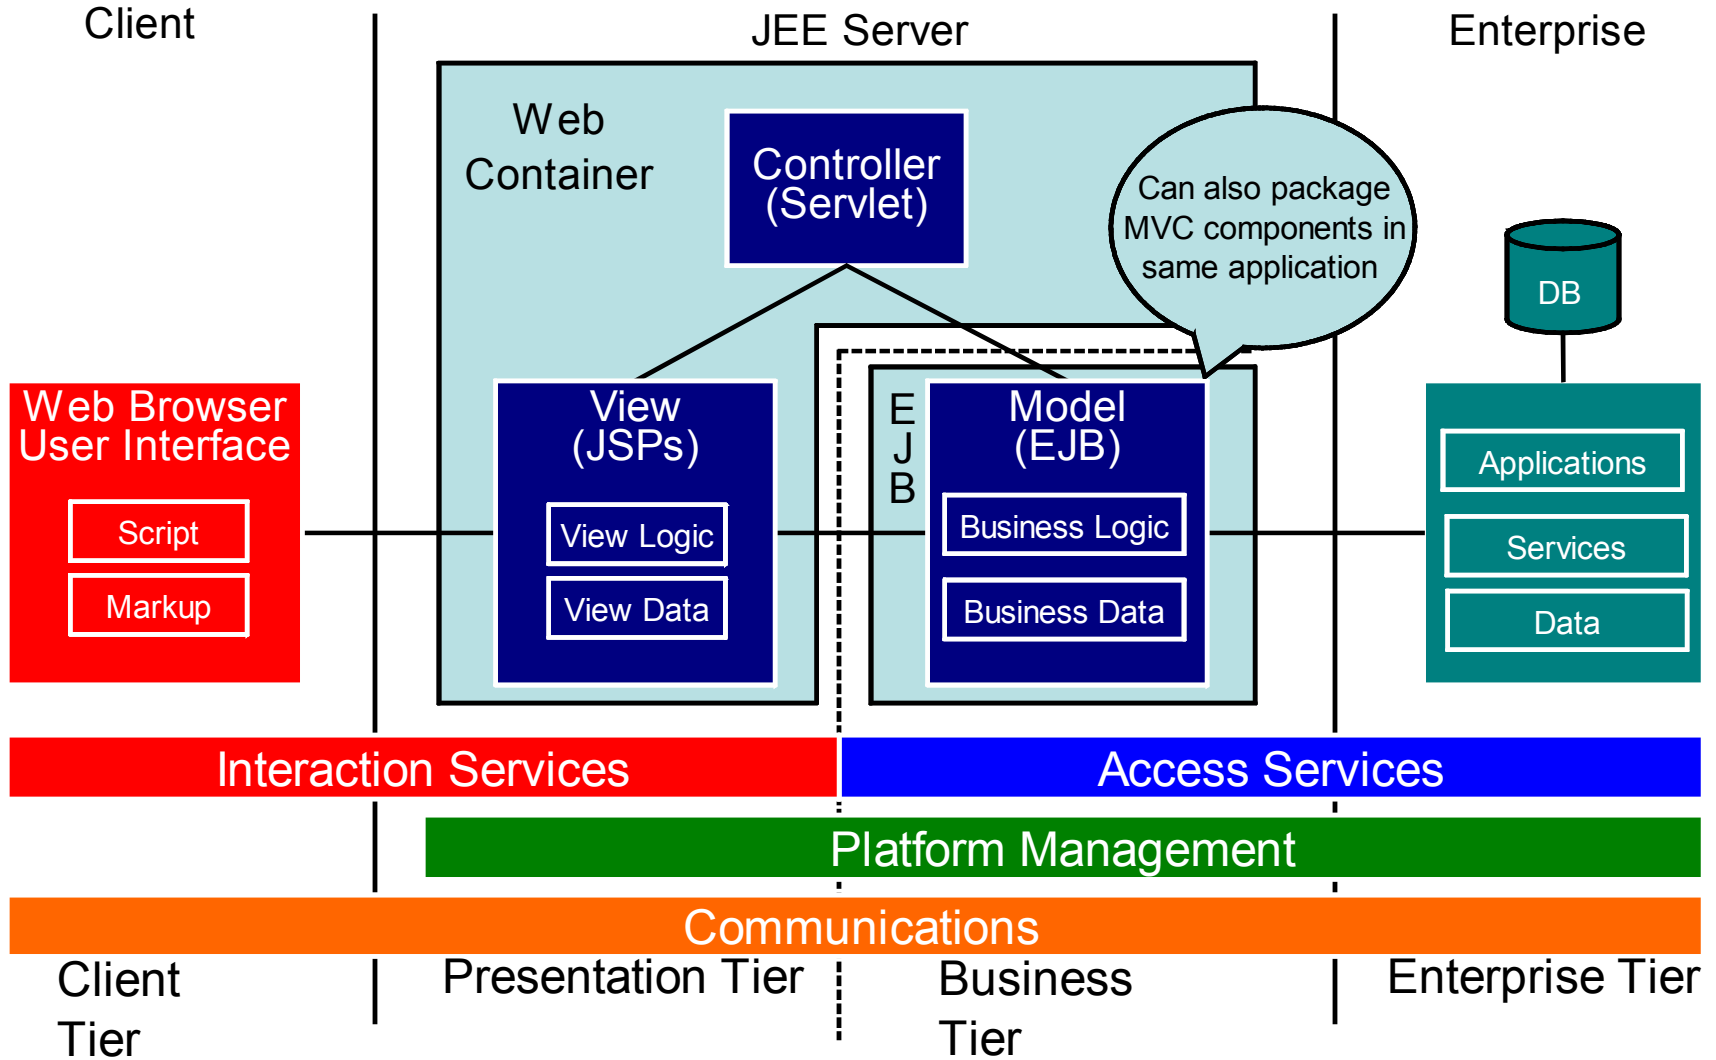 Client
JEE Server
Enterprise
Web
Container
Controller
(Servlet)
Can also package
MVC components in
same application
DB
Web Browser
User Interface
Script
Markup
View
(JSPs)
View Logic
View Data
E
J
B
Model
(EJB)
Business Logic
Business Data
Applications
Services
Data
Interaction Services
Access Services
Platform Management
Communications
Client
Tier
Presentation Tier
Business
Tier
Enterprise Tier